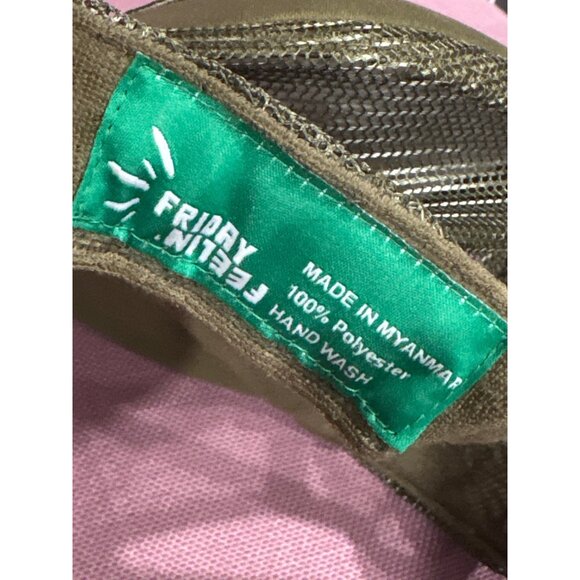 FRIDAY
FEELIN'
MADE IN MYANMAR
100% Polyester
HAND WASH